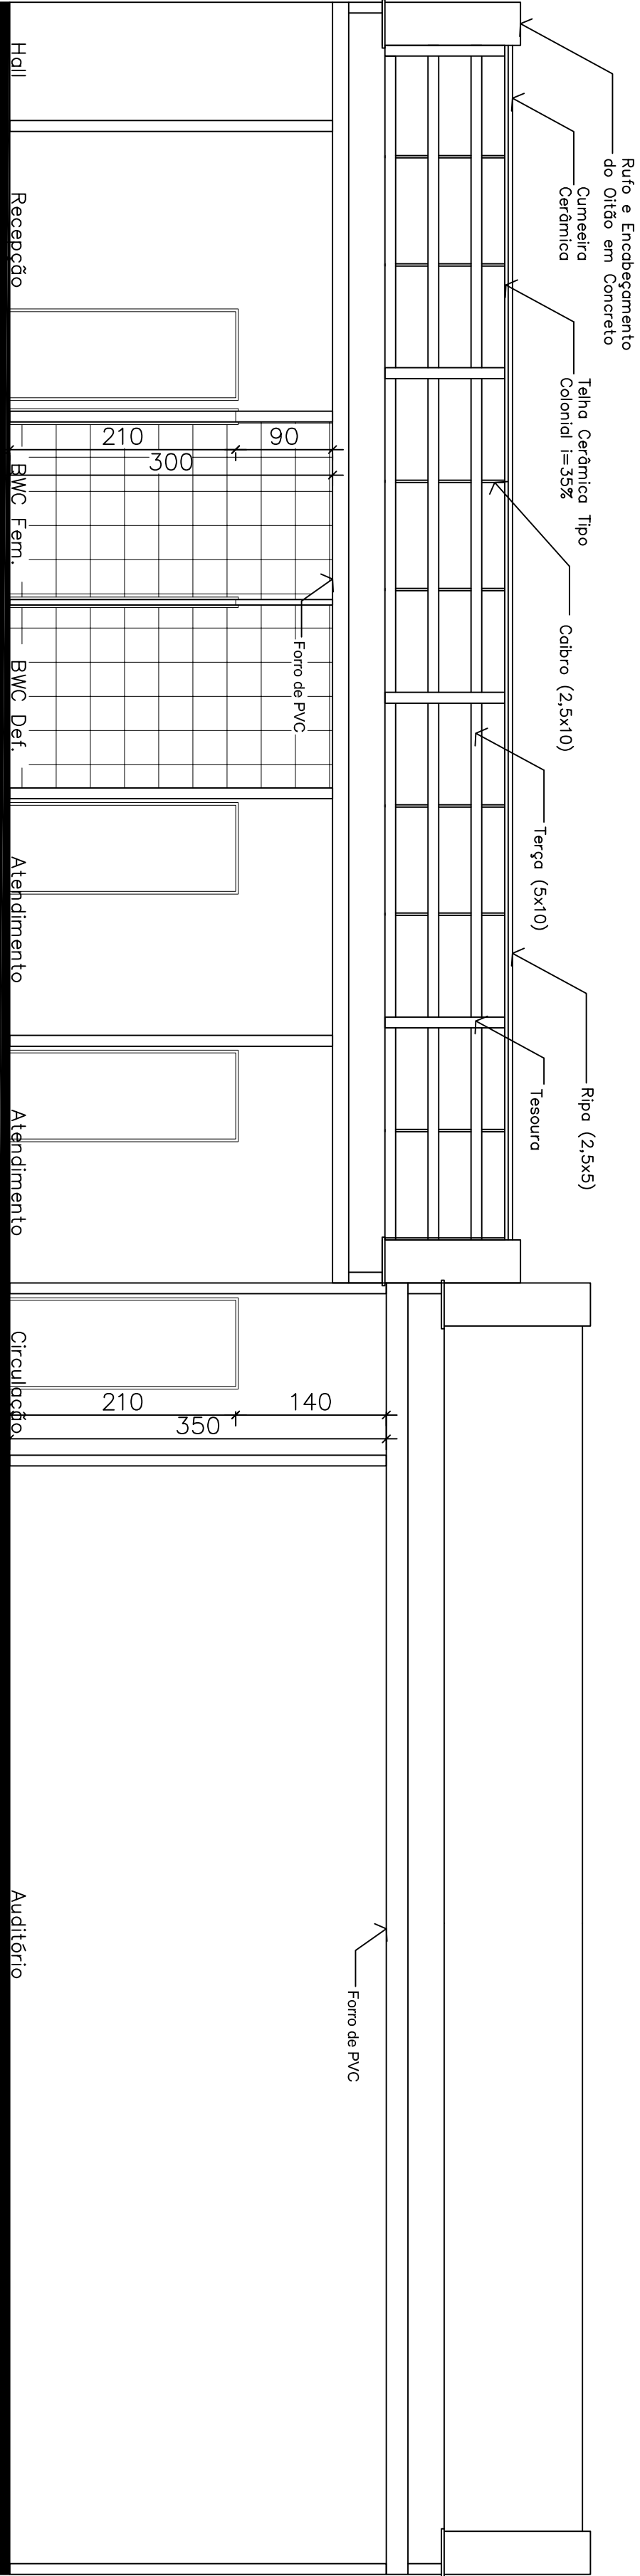 Rufo e Encabeçamento
do Oitão em Concreto
Cumeeira
Cerâmica
Telha Cerâmica Tipo
Colonial i=35%
Caibro (2,5x10)
Terça (5x10)
Ripa (2,5x5)
Tesoura
Forro de PVC
Forro de PVC
90
210
300
140
210
350
Hall
Recepção
BWC Fem.
BWC Def.
Atendimento
Atendimento
Circulação
Auditório